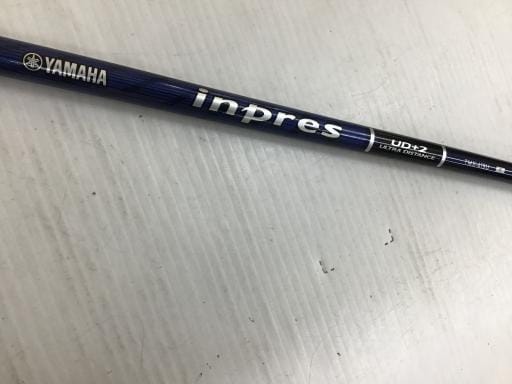 YAMAHA
inpres
UD+2
ULTRA DISTANCE